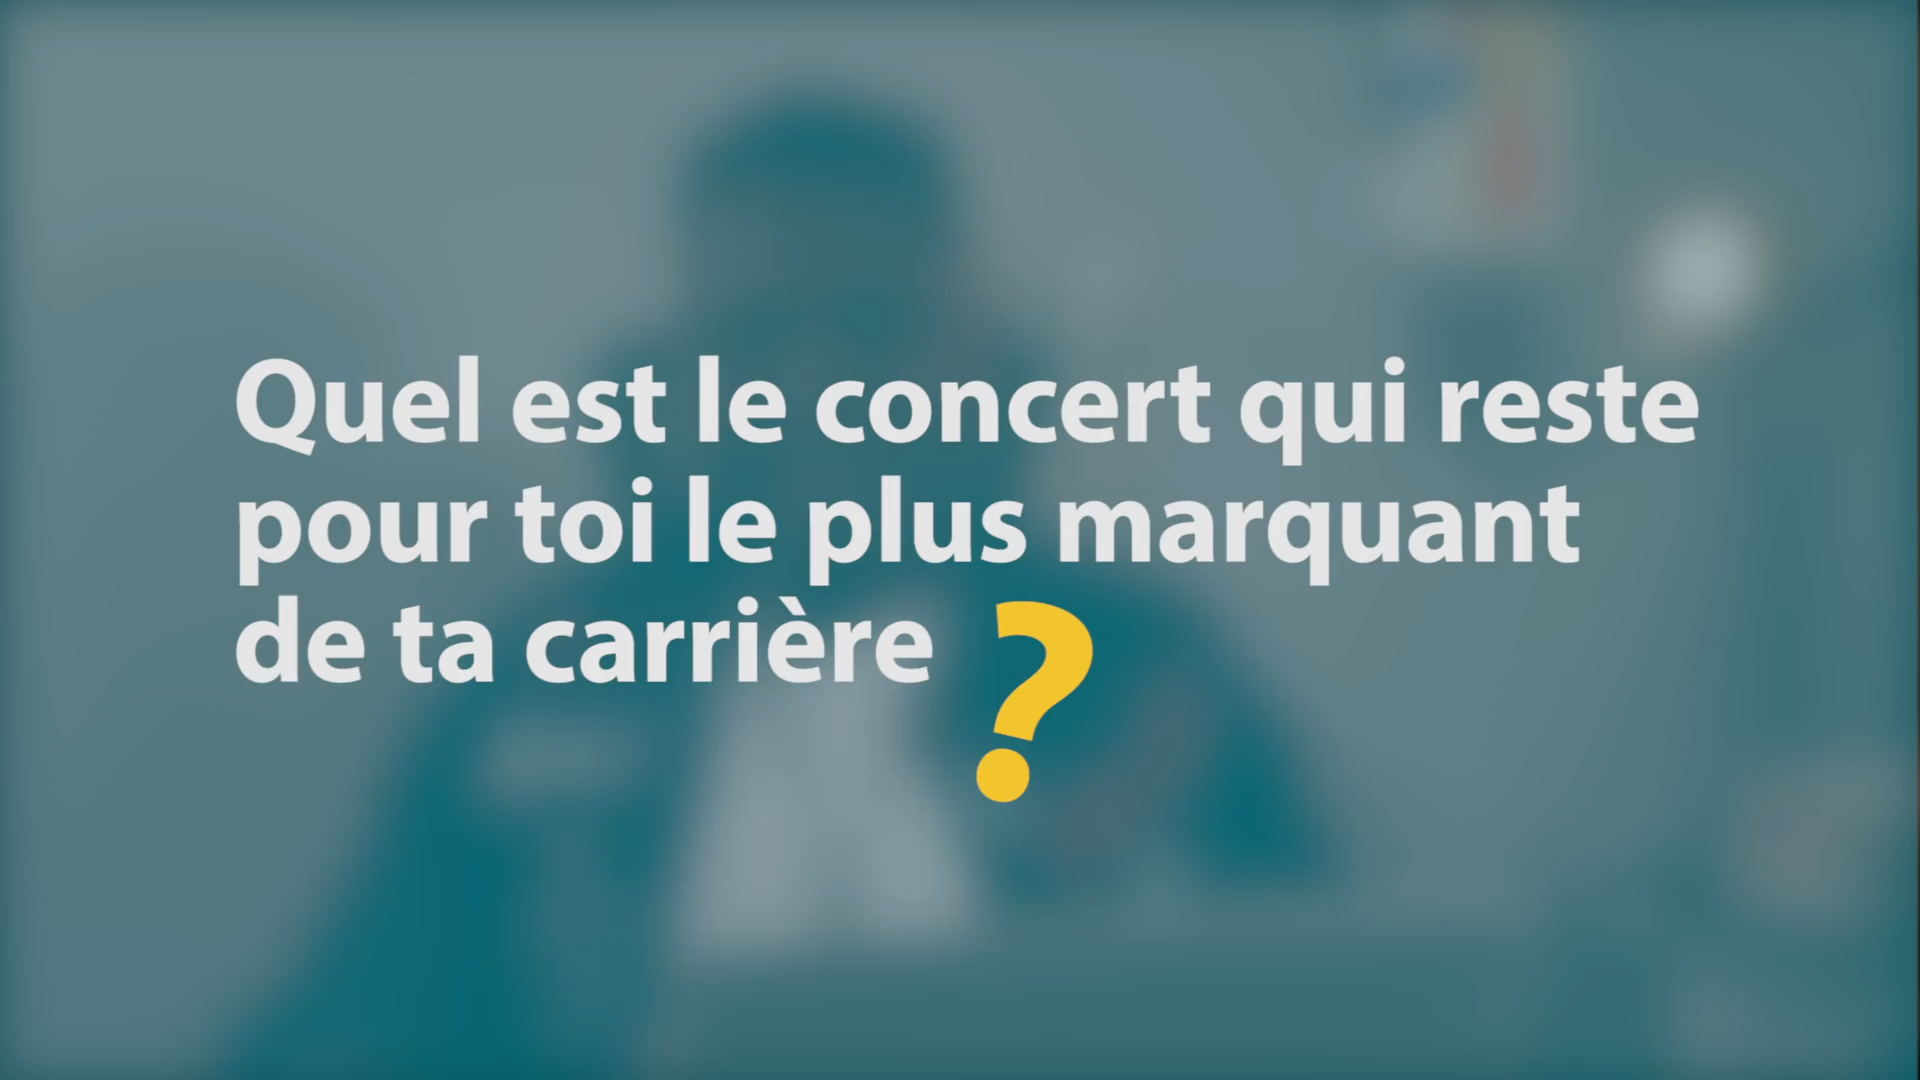 Quel est le concert qui reste
pour toi le plus marquant
de ta carrière ?